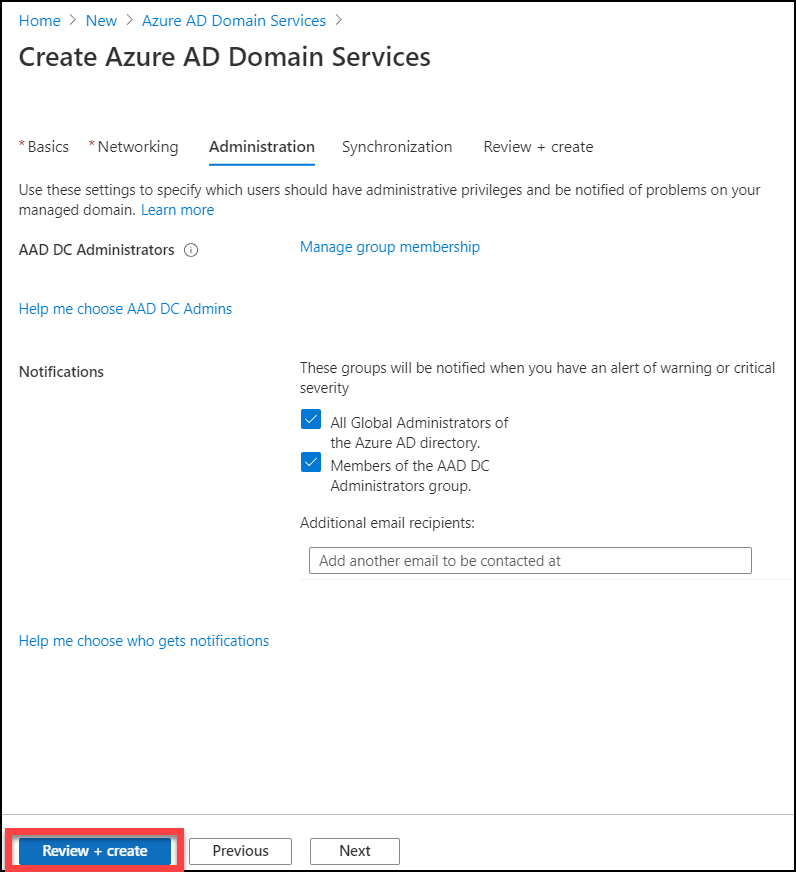 Home > New > Azure AD Domain Services >
Create Azure AD Domain Services
* Basics * Networking Administration Synchronization Review + create
Use these settings to specify which users should have administrative privileges and be notified of problems on your
managed domain. Learn more
AAD DC Administrators Manage group membership
Help me choose AAD DC Admins
Notifications
These groups will be notified when you have an alert of warning or critical
severity
All Global Administrators of
the Azure AD directory.
Members of the AAD DC
Administrators group.
Additional email recipients:
Add another email to be contacted at
Help me choose who gets notifications
Review + create Previous Next